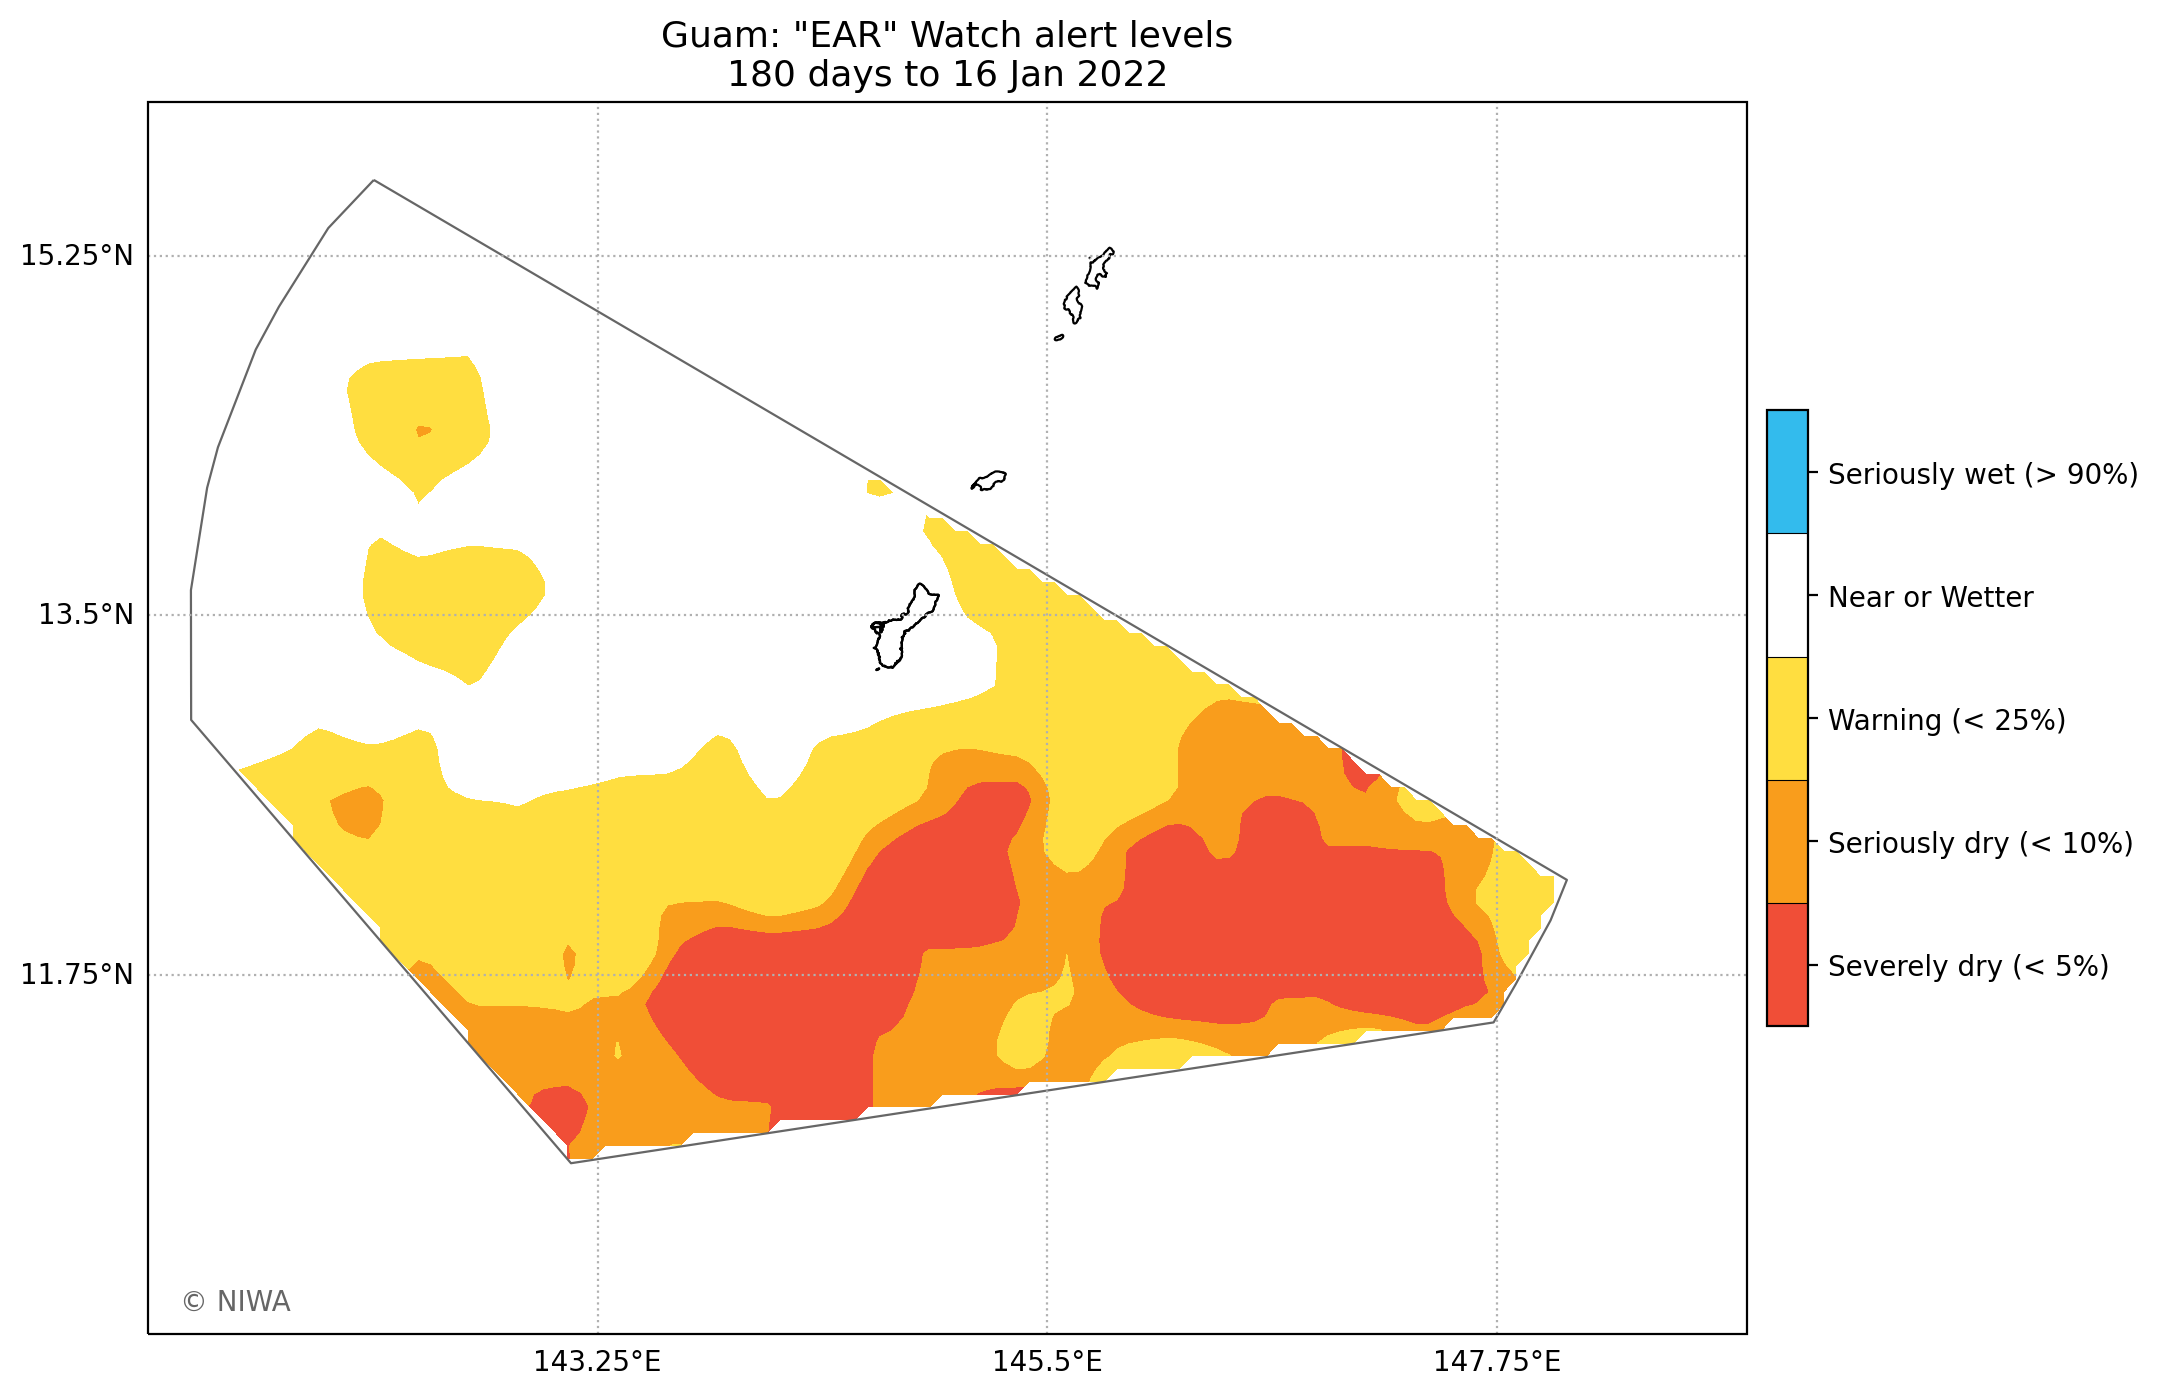 Guam: "EAR" Watch alert levels
180 days to 16 Jan 2022
15.25°N
13.5°N
11.75°N
143.25°E
145.5°E
147.75°E
Seriously wet (> 90%)
Near or Wetter
Warning (< 25%)
Seriously dry (< 10%)
Severely dry (< 5%)
© NIWA